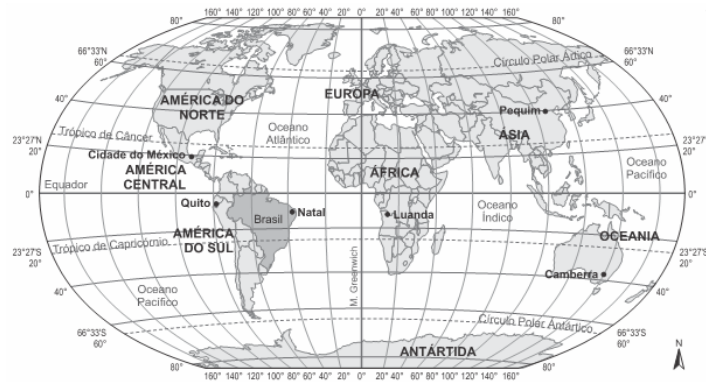 160° 140° 120° 100° 80° 60° 40° 20° 0° 20° 40° 60° 80° 100° 120° 140° 160°
80° 80°
66°33'N 66°33'N
60° 60°
Círculo Polar Ártico
EUROPA
AMÉRICA DO
NORTE
40° 40°
Pequim
Oceano
Atlântico
ÁSIA
23°27'N 23°27'N
Trópico de Câncer
20° 20°
Cidade do México
AMÉRICA
CENTRAL
ÁFRICA
Oceano
Pacífico
Equador
0° 0°
Quito
Brasil
Natal
Luanda
Oceano
Índico
AMÉRICA
DO SUL
OCEANIA
Trópico de Capricórnio
23°27'S 23°27'S
20° 20°
M. Greenwich
Camberra
Oceano
Pacífico
40° 40°
Círculo Polar Antártico
66°33'S 66°33'S
60° 60°
ANTÁRTIDA
N
80° 80°
160° 140° 120° 100° 80° 60° 40° 20° 0° 20° 40° 60° 80° 100° 120° 140° 160°